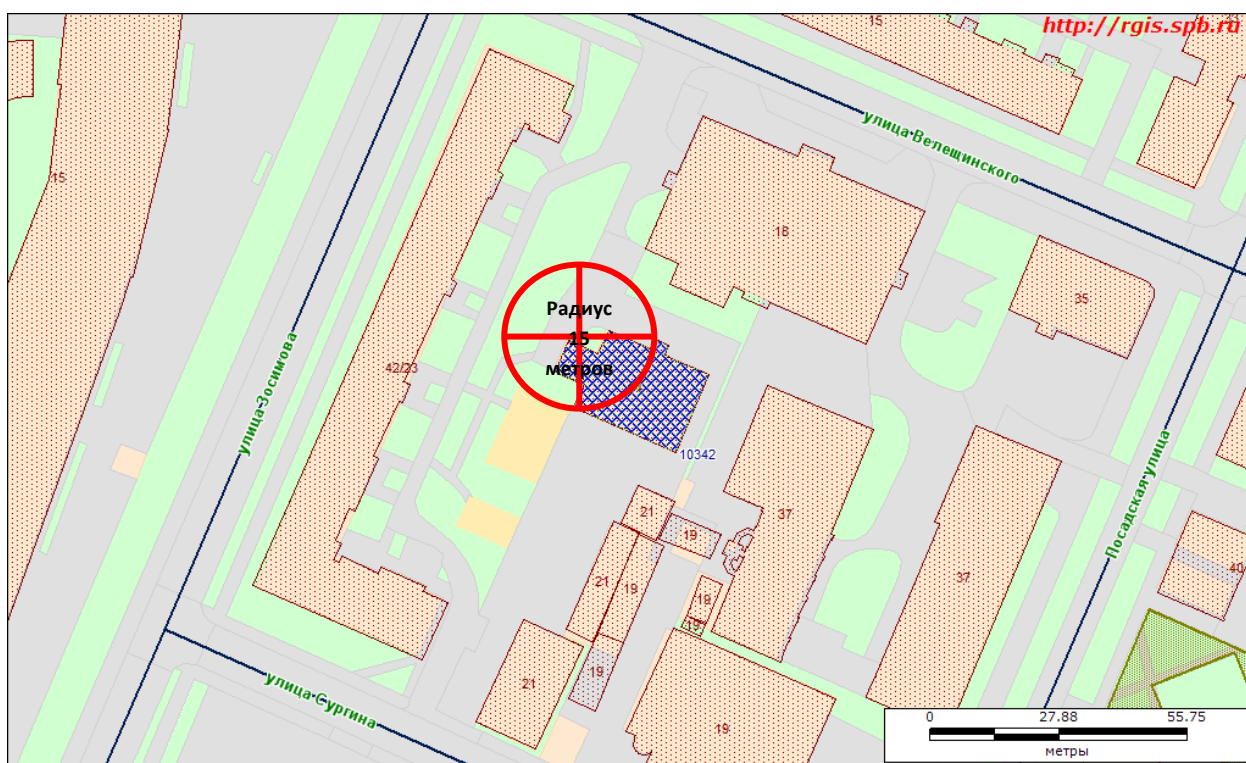 http://rgis.spb.ru
15
15
улица Велещинского
18
35
Радиус
15
метров
42/23
улица Зосимова
10342
Посадская улица
37
37
21
19
21
19
19
19
19
21
19
улица Сургина
0 27.88 55.75
метры